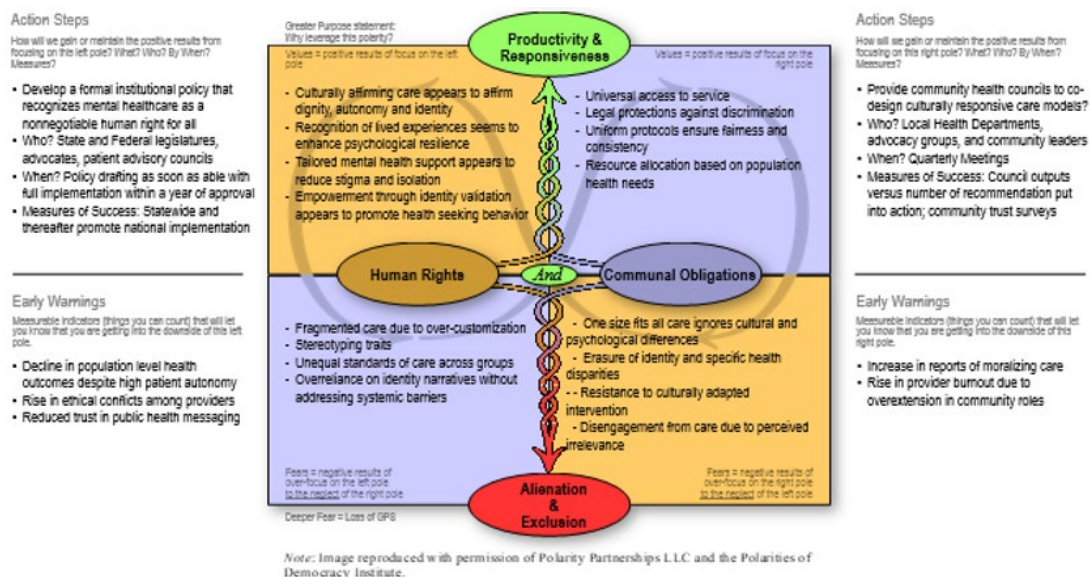 Action Steps
How will we gain or maintain the positive results from
focusing on this left pole? What? Who? By When?
Measures?
▪ Develop a formal institutional policy that
recognizes mental healthcare as a
nonnegotiable human right for all
▪ Who? State and Federal legislatures,
advocates, patient advisory councils
▪ When? Policy drafting as soon as able with
full implementation within a year of approval
▪ Measures of Success: Statewide and
thereafter promote national implementation
Early Warnings
Measurable indicators (things you can count) that will let
you know that you are getting into the downside of this left
pole.
▪ Decline in population level health
outcomes despite high patient autonomy
▪ Rise in ethical conflicts among providers
▪ Reduced trust in public health messaging
Greater Purpose statement:
Why leverage this polarity?
Productivity &
Responsiveness
Values = positive results of focus on the left
pole
- Culturally affirming care appears to affirm
dignity, autonomy and identity
- Recognition of lived experiences seems to
enhance psychological resilience
- Tailored mental health support appears to
reduce stigma and isolation
- Empowerment through identity validation
appears to promote health seeking behavior
Values = positive results of focus on the
right pole
- Universal access to service
- Legal protections against discrimination
- Uniform protocols ensure fairness and
consistency
- Resource allocation based on population
health needs
Human Rights
And
Communal Obligations
- Fragmented care due to over-customization
- Stereotyping traits
- Unequal standards of care across groups
- Overreliance on identity narratives without
addressing systemic barriers
Fears = negative results of
over-focus on the left pole
to the neglect of the right pole
- One size fits all care ignores cultural and
psychological differences
- Erasure of identity and specific health
disparities
- - Resistance to culturally adapted
intervention
- Disengagement from care due to perceived
irrelevance
Fears = negative results of
over-focus on the right pole
to the neglect of the left pole
Alienation
&
Exclusion
Deeper Fear = Loss of GPS
Action Steps
How will we gain or maintain the positive results from
focusing on this right pole? What? Who? By When?
Measures?
▪ Provide community health councils to co-
design culturally responsive care models?
▪ Who? Local Health Departments,
advocacy groups, and community leaders
▪ When? Quarterly Meetings
▪ Measures of Success: Council outputs
versus number of recommendation put
into action; community trust surveys
Early Warnings
Measurable indicators (things you can count) that will let
you know that you are getting into the downside of this
right pole.
▪ Increase in reports of moralizing care
▪ Rise in provider burnout due to
overextension in community roles
Note: Image reproduced with permission of Polarity Partnerships LLC and the Polarities of
Democracy Institute.